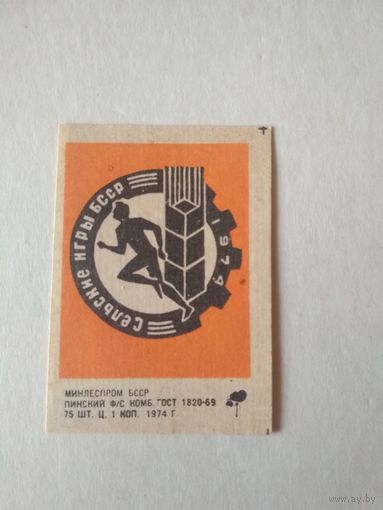 СЕЛЬСКИЕ ИГРЫ БССР
1974
МИНЛЕСПРОМ БССР
ПИНСКИЙ Ф/С КОМБ. ГОСТ 1820-69
75 ШТ. Ц. 1 КОП. 1974 Г
www.ay.by